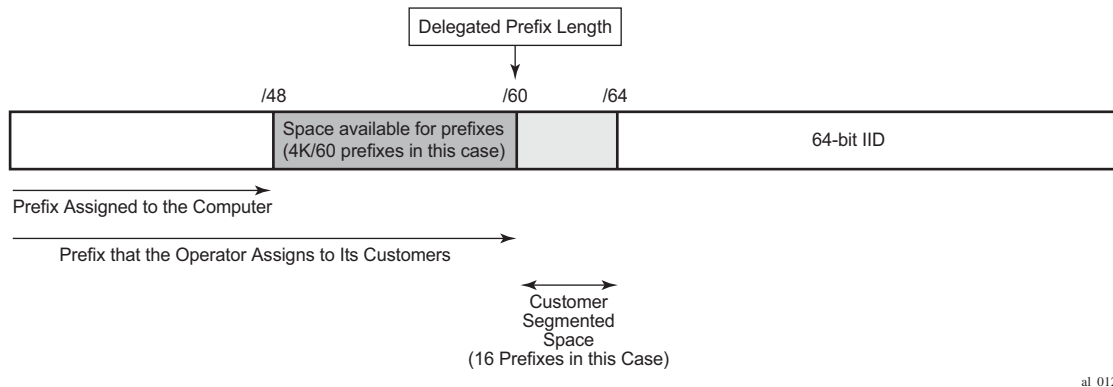 Delegated Prefix Length
/48
/60
/64
Space available for prefixes
(4K/60 prefixes in this case)
64-bit IID
Prefix Assigned to the Computer
Prefix that the Operator Assigns to Its Customers
Customer
Segmented
Space
(16 Prefixes in this Case)
al_012